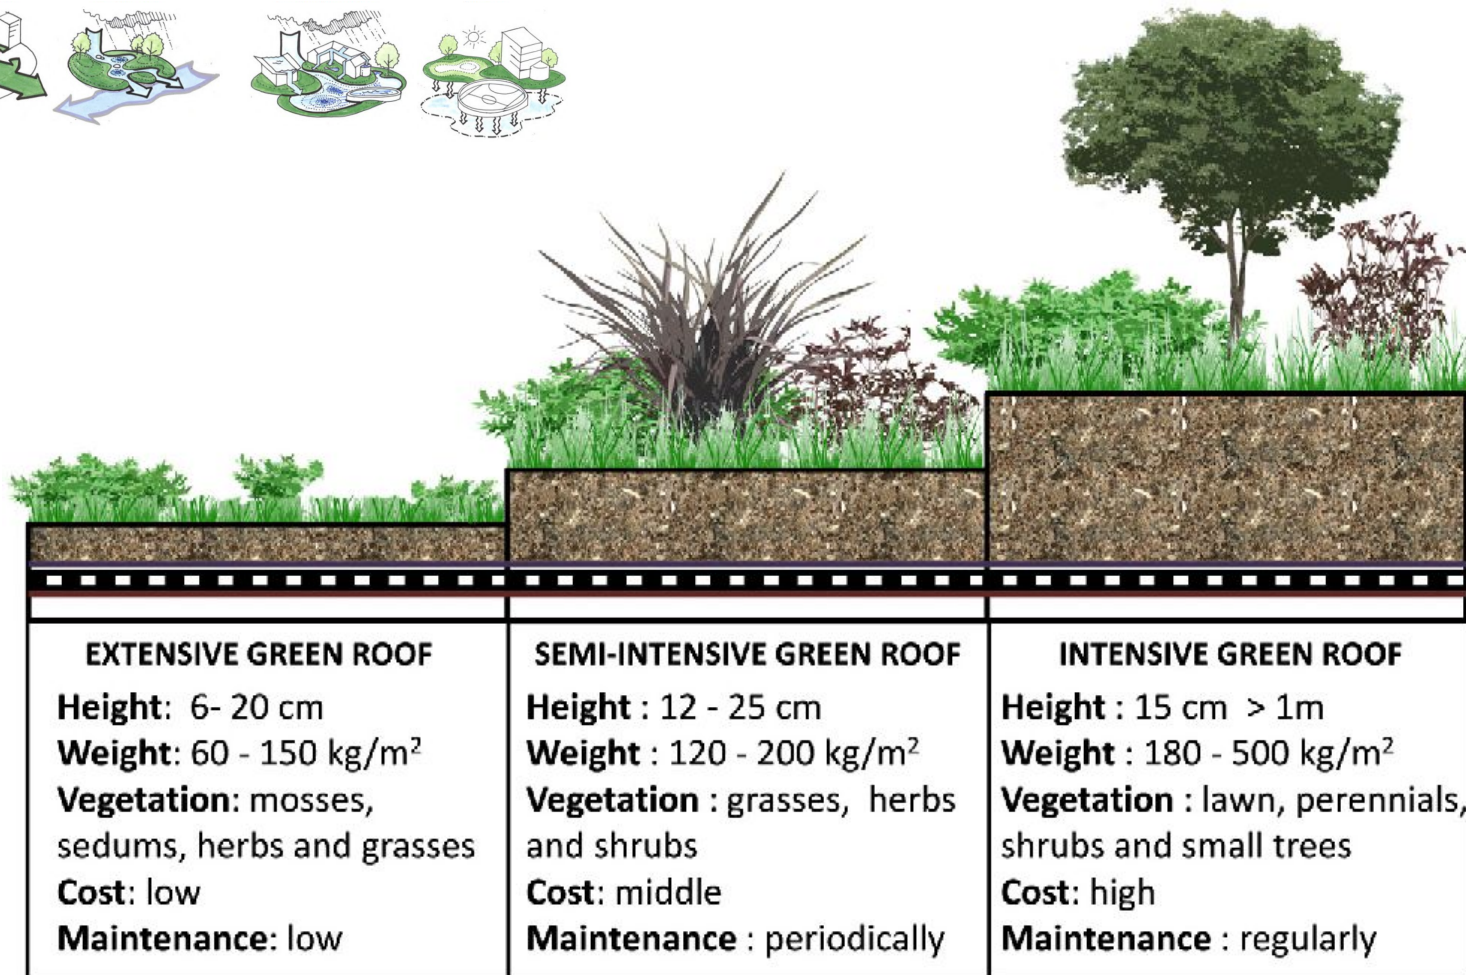 EXTENSIVE GREEN ROOF
Height: 6- 20 cm
Weight: 60 - 150 kg/m²
Vegetation: mosses,
sedums, herbs and grasses
Cost: low
Maintenance: low
SEMI-INTENSIVE GREEN ROOF
Height : 12 - 25 cm
Weight : 120 - 200 kg/m²
Vegetation : grasses, herbs
and shrubs
Cost: middle
Maintenance : periodically
INTENSIVE GREEN ROOF
Height : 15 cm > 1m
Weight : 180 - 500 kg/m²
Vegetation : lawn, perennials,
shrubs and small trees
Cost: high
Maintenance : regularly